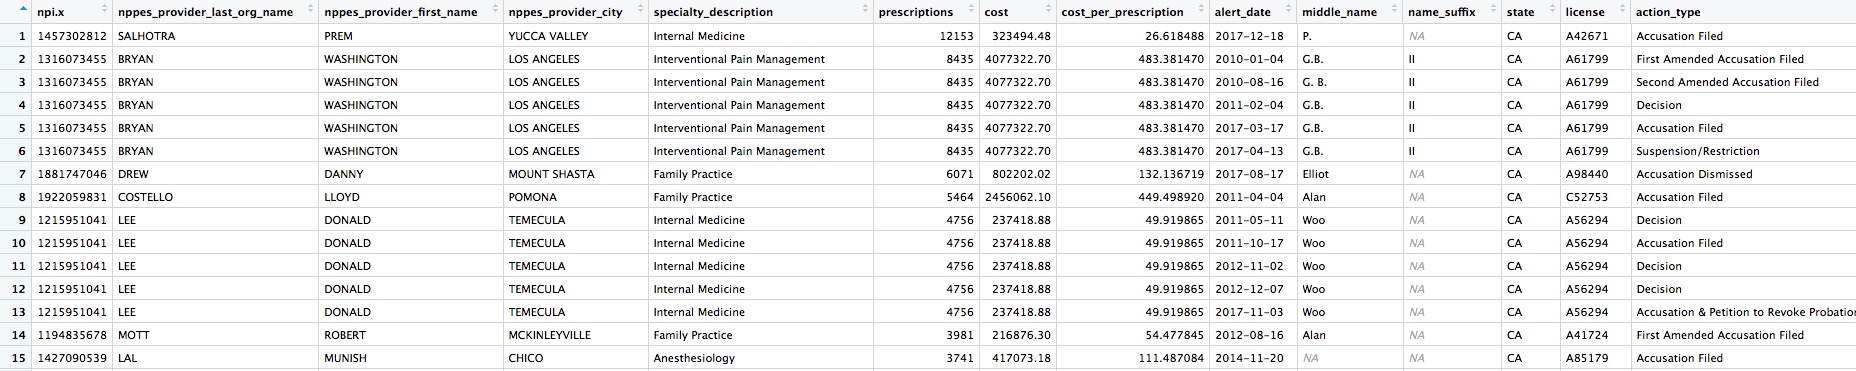 npi.x nppes_provider_last_org_name nppes_provider_first_name nppes_provider_city specialty_description prescriptions cost cost_per_prescription alert_date middle_name name_suffix state license action_type
1 1457302812 SALHOTRA PREM YUCCA VALLEY Internal Medicine 12153 323494.48 26.618488 2017-12-18 P. NA CA A42671 Accusation Filed
2 1316073455 BRYAN WASHINGTON LOS ANGELES Interventional Pain Management 8435 4077322.70 483.381470 2010-01-04 G.B. II CA A61799 First Amended Accusation Filed
3 1316073455 BRYAN WASHINGTON LOS ANGELES Interventional Pain Management 8435 4077322.70 483.381470 2010-08-16 G. B. II CA A61799 Second Amended Accusation Filed
4 1316073455 BRYAN WASHINGTON LOS ANGELES Interventional Pain Management 8435 4077322.70 483.381470 2011-02-04 G.B. II CA A61799 Decision
5 1316073455 BRYAN WASHINGTON LOS ANGELES Interventional Pain Management 8435 4077322.70 483.381470 2017-03-17 G.B. II CA A61799 Accusation Filed
6 1316073455 BRYAN WASHINGTON LOS ANGELES Interventional Pain Management 8435 4077322.70 483.381470 2017-04-13 G.B. II CA A61799 Suspension/Restriction
7 1881747046 DREW DANNY MOUNT SHASTA Family Practice 6071 802202.02 132.136719 2017-08-17 Elliot NA CA A98440 Accusation Dismissed
8 1922059831 COSTELLO LLOYD POMONA Family Practice 5464 2456062.10 449.498920 2011-04-04 Alan NA CA C52753 Accusation Filed
9 1215951041 LEE DONALD TEMECULA Internal Medicine 4756 237418.88 49.919865 2011-05-11 Woo NA CA A56294 Decision
10 1215951041 LEE DONALD TEMECULA Internal Medicine 4756 237418.88 49.919865 2011-10-17 Woo NA CA A56294 Accusation Filed
11 1215951041 LEE DONALD TEMECULA Internal Medicine 4756 237418.88 49.919865 2012-11-02 Woo NA CA A56294 Decision
12 1215951041 LEE DONALD TEMECULA Internal Medicine 4756 237418.88 49.919865 2012-12-07 Woo NA CA A56294 Decision
13 1215951041 LEE DONALD TEMECULA Internal Medicine 4756 237418.88 49.919865 2017-11-03 Woo NA CA A56294 Accusation & Petition to Revoke Probation
14 1194835678 MOTT ROBERT MCKINLEYVILLE Family Practice 3981 216876.30 54.477845 2012-08-16 Alan NA CA A41724 First Amended Accusation Filed
15 1427090539 LAL MUNISH CHICO Anesthesiology 3741 417073.18 111.487084 2014-11-20 NA NA CA A85179 Accusation Filed